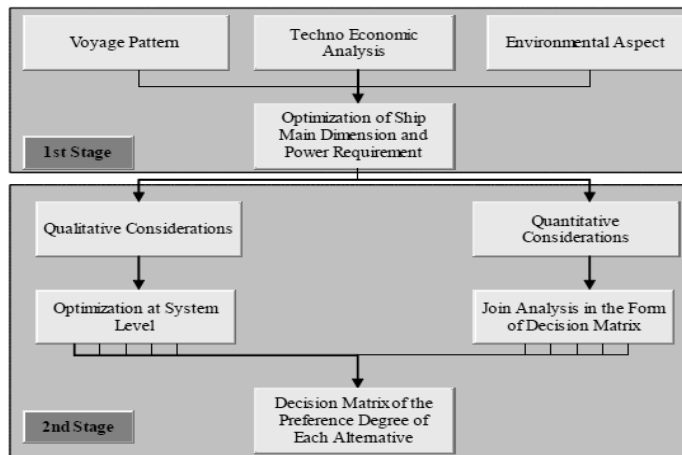 Voyage Pattern
Techno Economic
Analysis
Environmental Aspect
Optimization of Ship
Main Dimension and
Power Requirement
1st Stage
Qualitative Considerations
Quantitative
Considerations
Optimization at System
Level
Join Analysis in the Form
of Decision Matrix
Decision Matrix of the
Preference Degree of
Each Alternative
2nd Stage